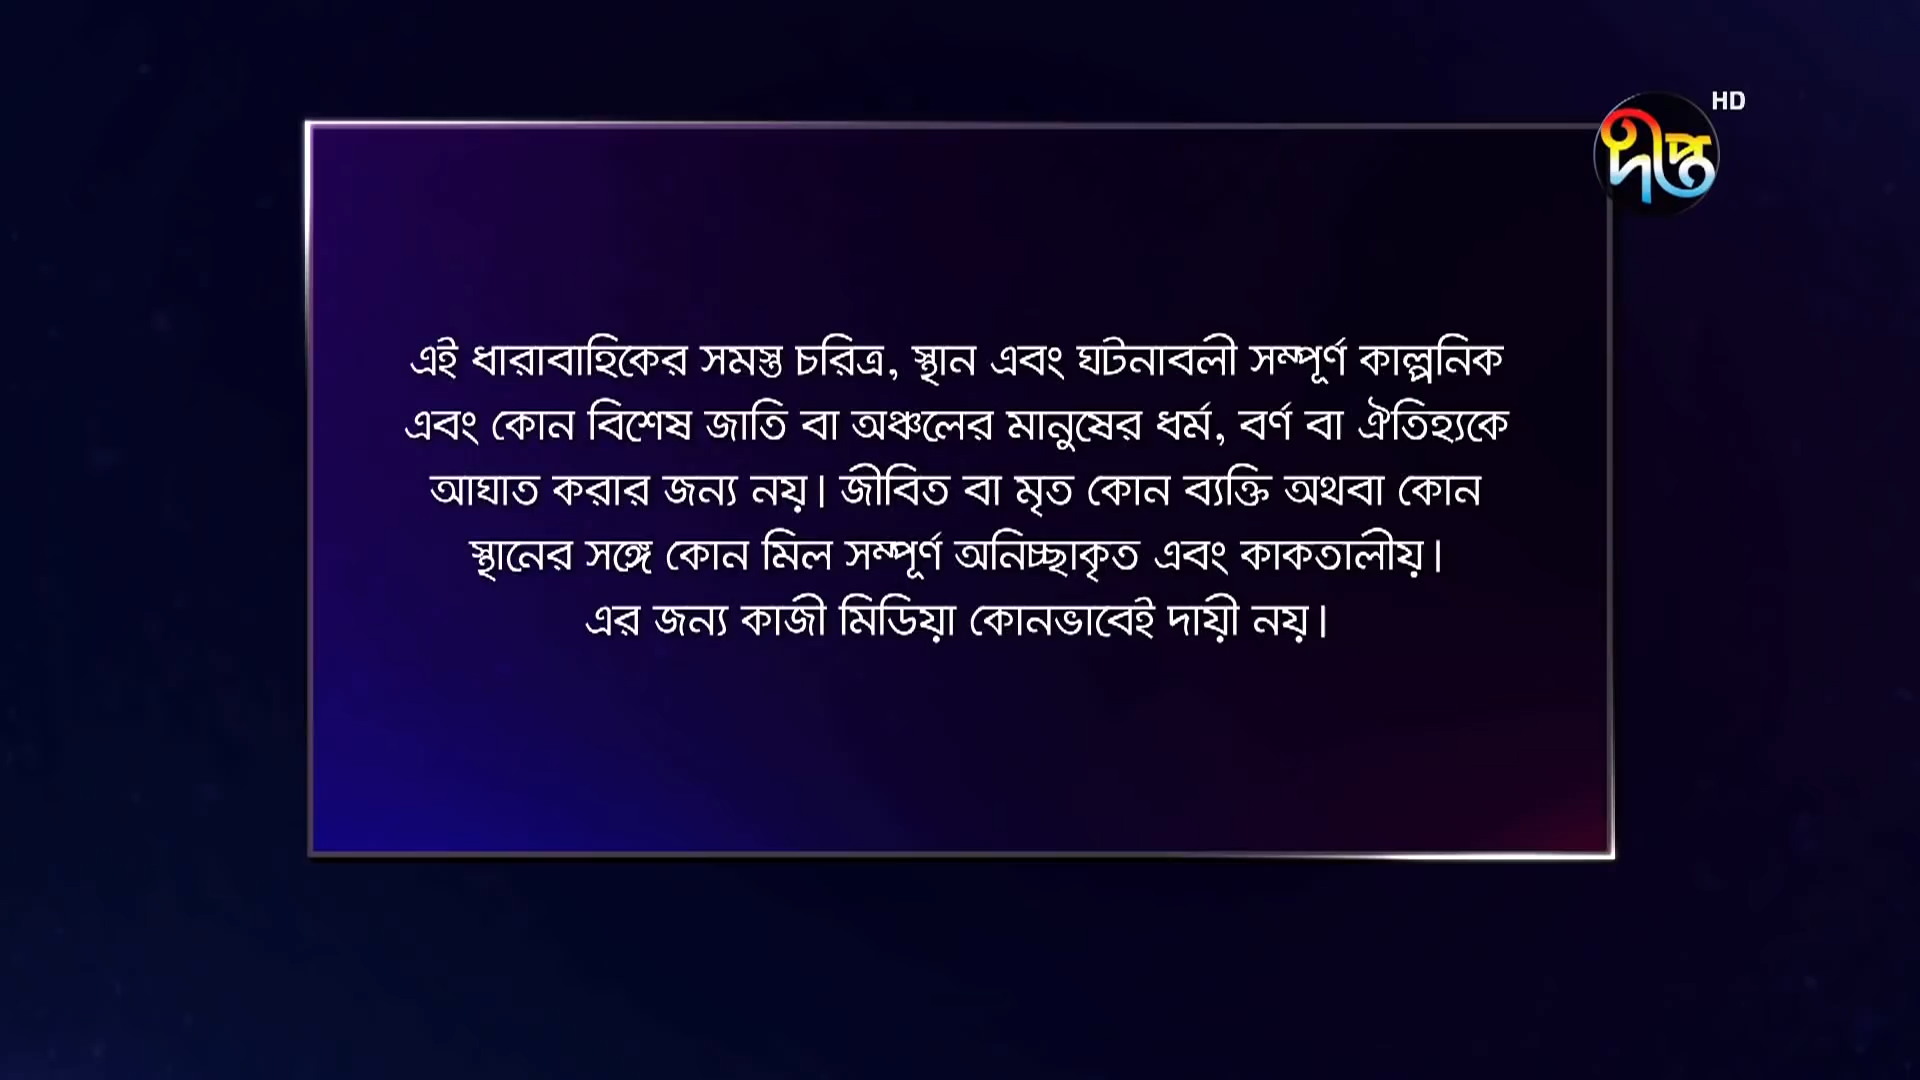 HD
দীপ্ত
এই ধারাবাহিকের সমস্ত চরিত্র, স্থান এবং ঘটনাবলী সম্পূর্ণ কাল্পনিক
এবং কোন বিশেষ জাতি বা অঞ্চলের মানুষের ধর্ম, বর্ণ বা ঐতিহ্যকে
আঘাত করার জন্য নয়। জীবিত বা মৃত কোন ব্যক্তি অথবা কোন
স্থানের সঙ্গে কোন মিল সম্পূর্ণ অনিচ্ছাকৃত এবং কাকতালীয়।
এর জন্য কাজী মিডিয়া কোনভাবেই দায়ী নয়।